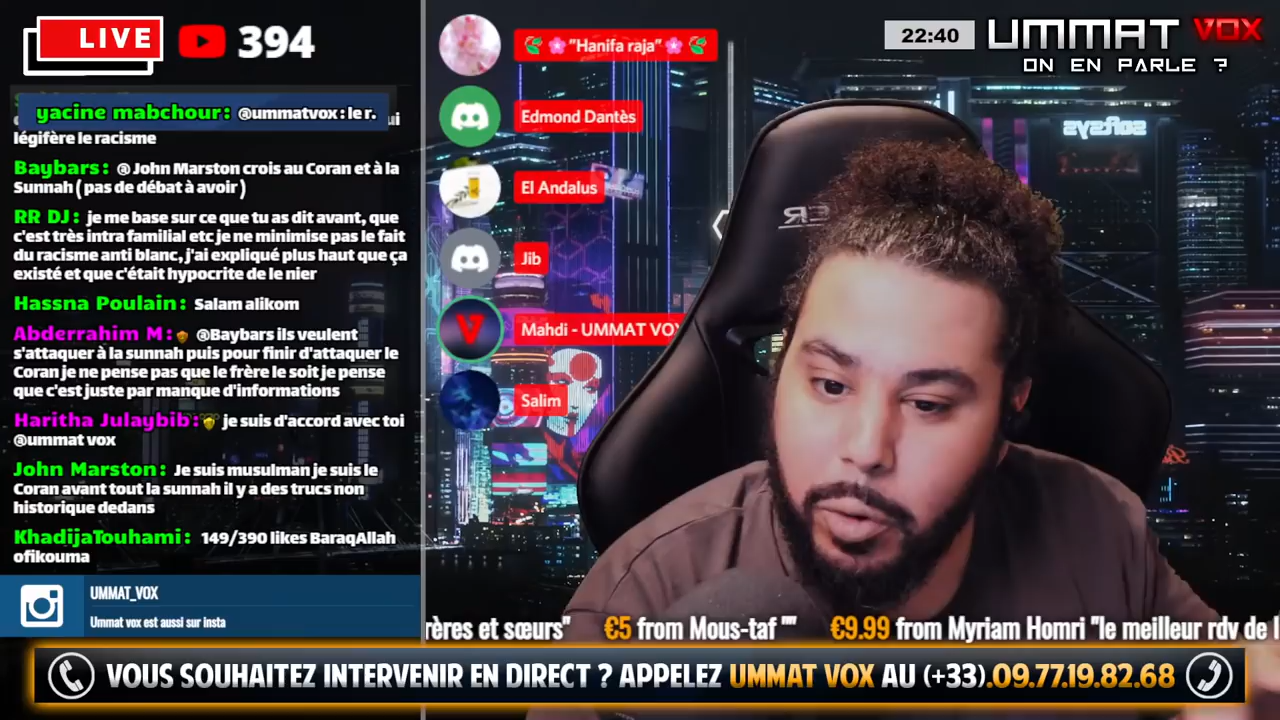 LIVE
394
yacine mabchour: @ummatvox : le r.
légifère le racisme
Baybars: @ John Marston crois au Coran et à la
Sunnah ( pas de débat à avoir )
RR DJ: je me base sur ce que tu as dit avant, que
c'est très intra familial etc je ne minimise pas le fait
du racisme anti blanc, j'ai expliqué plus haut que ça
existé et que c'était hypocrite de le nier
Hassna Poulain: Salam alikom
Abderrahim M: @Baybars ils veulent
s'attaquer à la sunnah puis pour finir d'attaquer le
Coran je ne pense pas que le frère le soit je pense
que c'est juste par manque d'informations
Haritha Julaybib: je suis d'accord avec toi
@ummat vox
John Marston: Je suis musulman je suis le
Coran avant tout la sunnah il y a des trucs non
historique dedans
KhadijaTouhami: 149/390 likes BaraqAllah
ofikouma
UMMAT_VOX
Ummat vox est aussi sur insta
"Hanifa raja"
Edmond Dantès
El Andalus
Jib
Mahdi - UMMAT VOX
Salim
22:40
UMMAT VOX
ON EN PARLE ?
softsys
rères et sœurs" €5 from Mous-taf "" €9.99 from Myriam Homri "le meilleur rdv de l
VOUS SOUHAITEZ INTERVENIR EN DIRECT ? APPELEZ UMMAT VOX AU (+33).09.77.19.82.68